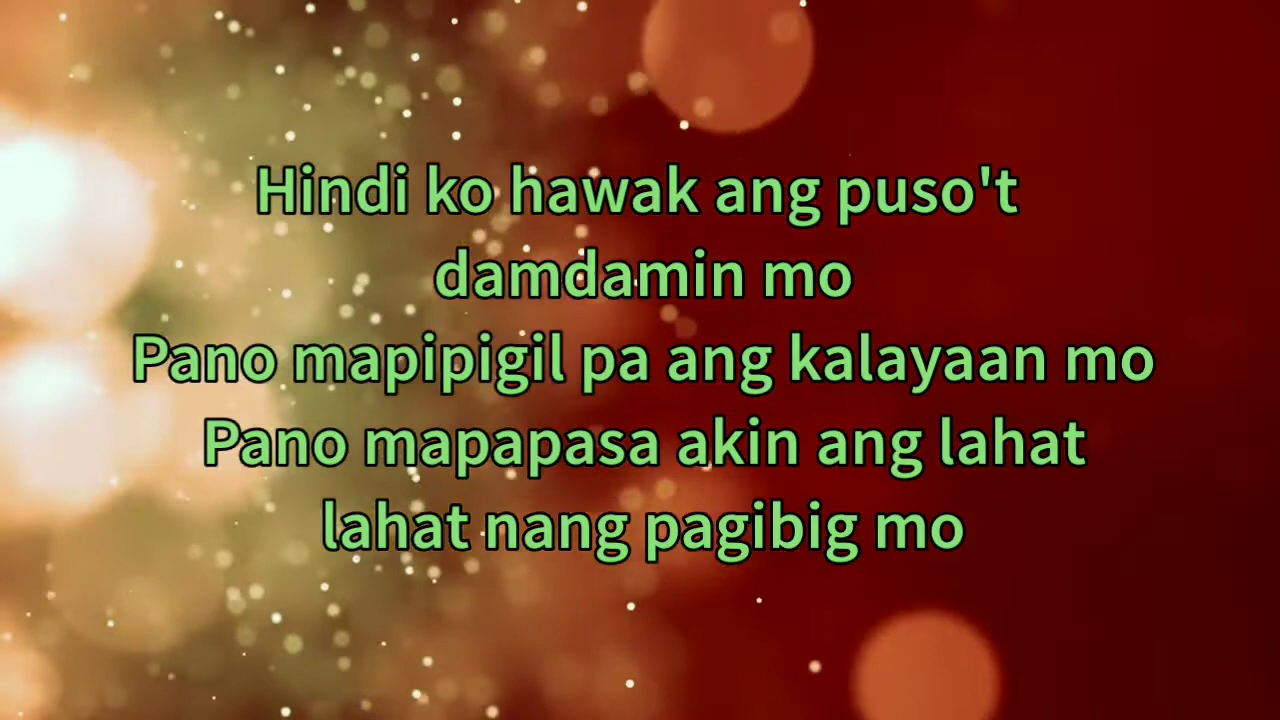 Hindi ko hawak ang puso't
damdamin mo
Pano mapipigil pa ang kalayaan mo
Pano mapapasa akin ang lahat
lahat nang pagibig mo